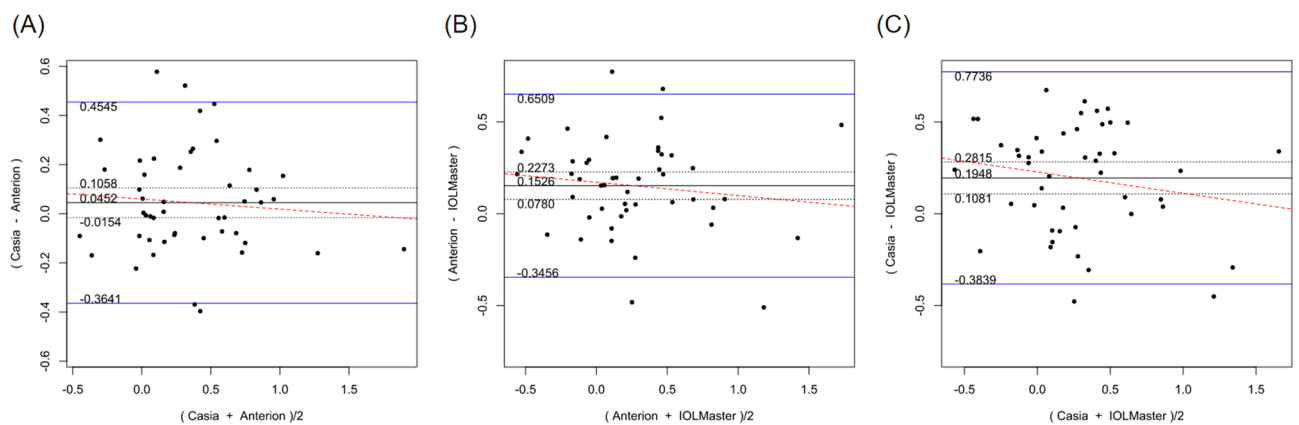 (A)
( Casia - Anterion )
0.6
0.4
0.2
0.0
-0.2
-0.4
-0.6
0.4545
0.1058
0.0452
-0.0154
-0.3641
-0.5 0.0 0.5 1.0 1.5
( Casia + Anterion )/2
(B)
( Anterion - IOLMaster )
0.5
0.0
-0.5
0.6509
0.2273
0.1526
0.0780
-0.3456
-0.5 0.0 0.5 1.0 1.5
( Anterion + IOLMaster )/2
(C)
( Casia - IOLMaster )
0.5
0.0
-0.5
0.7736
0.2815
0.1948
0.1081
-0.3839
-0.5 0.0 0.5 1.0 1.5
( Casia + IOLMaster )/2